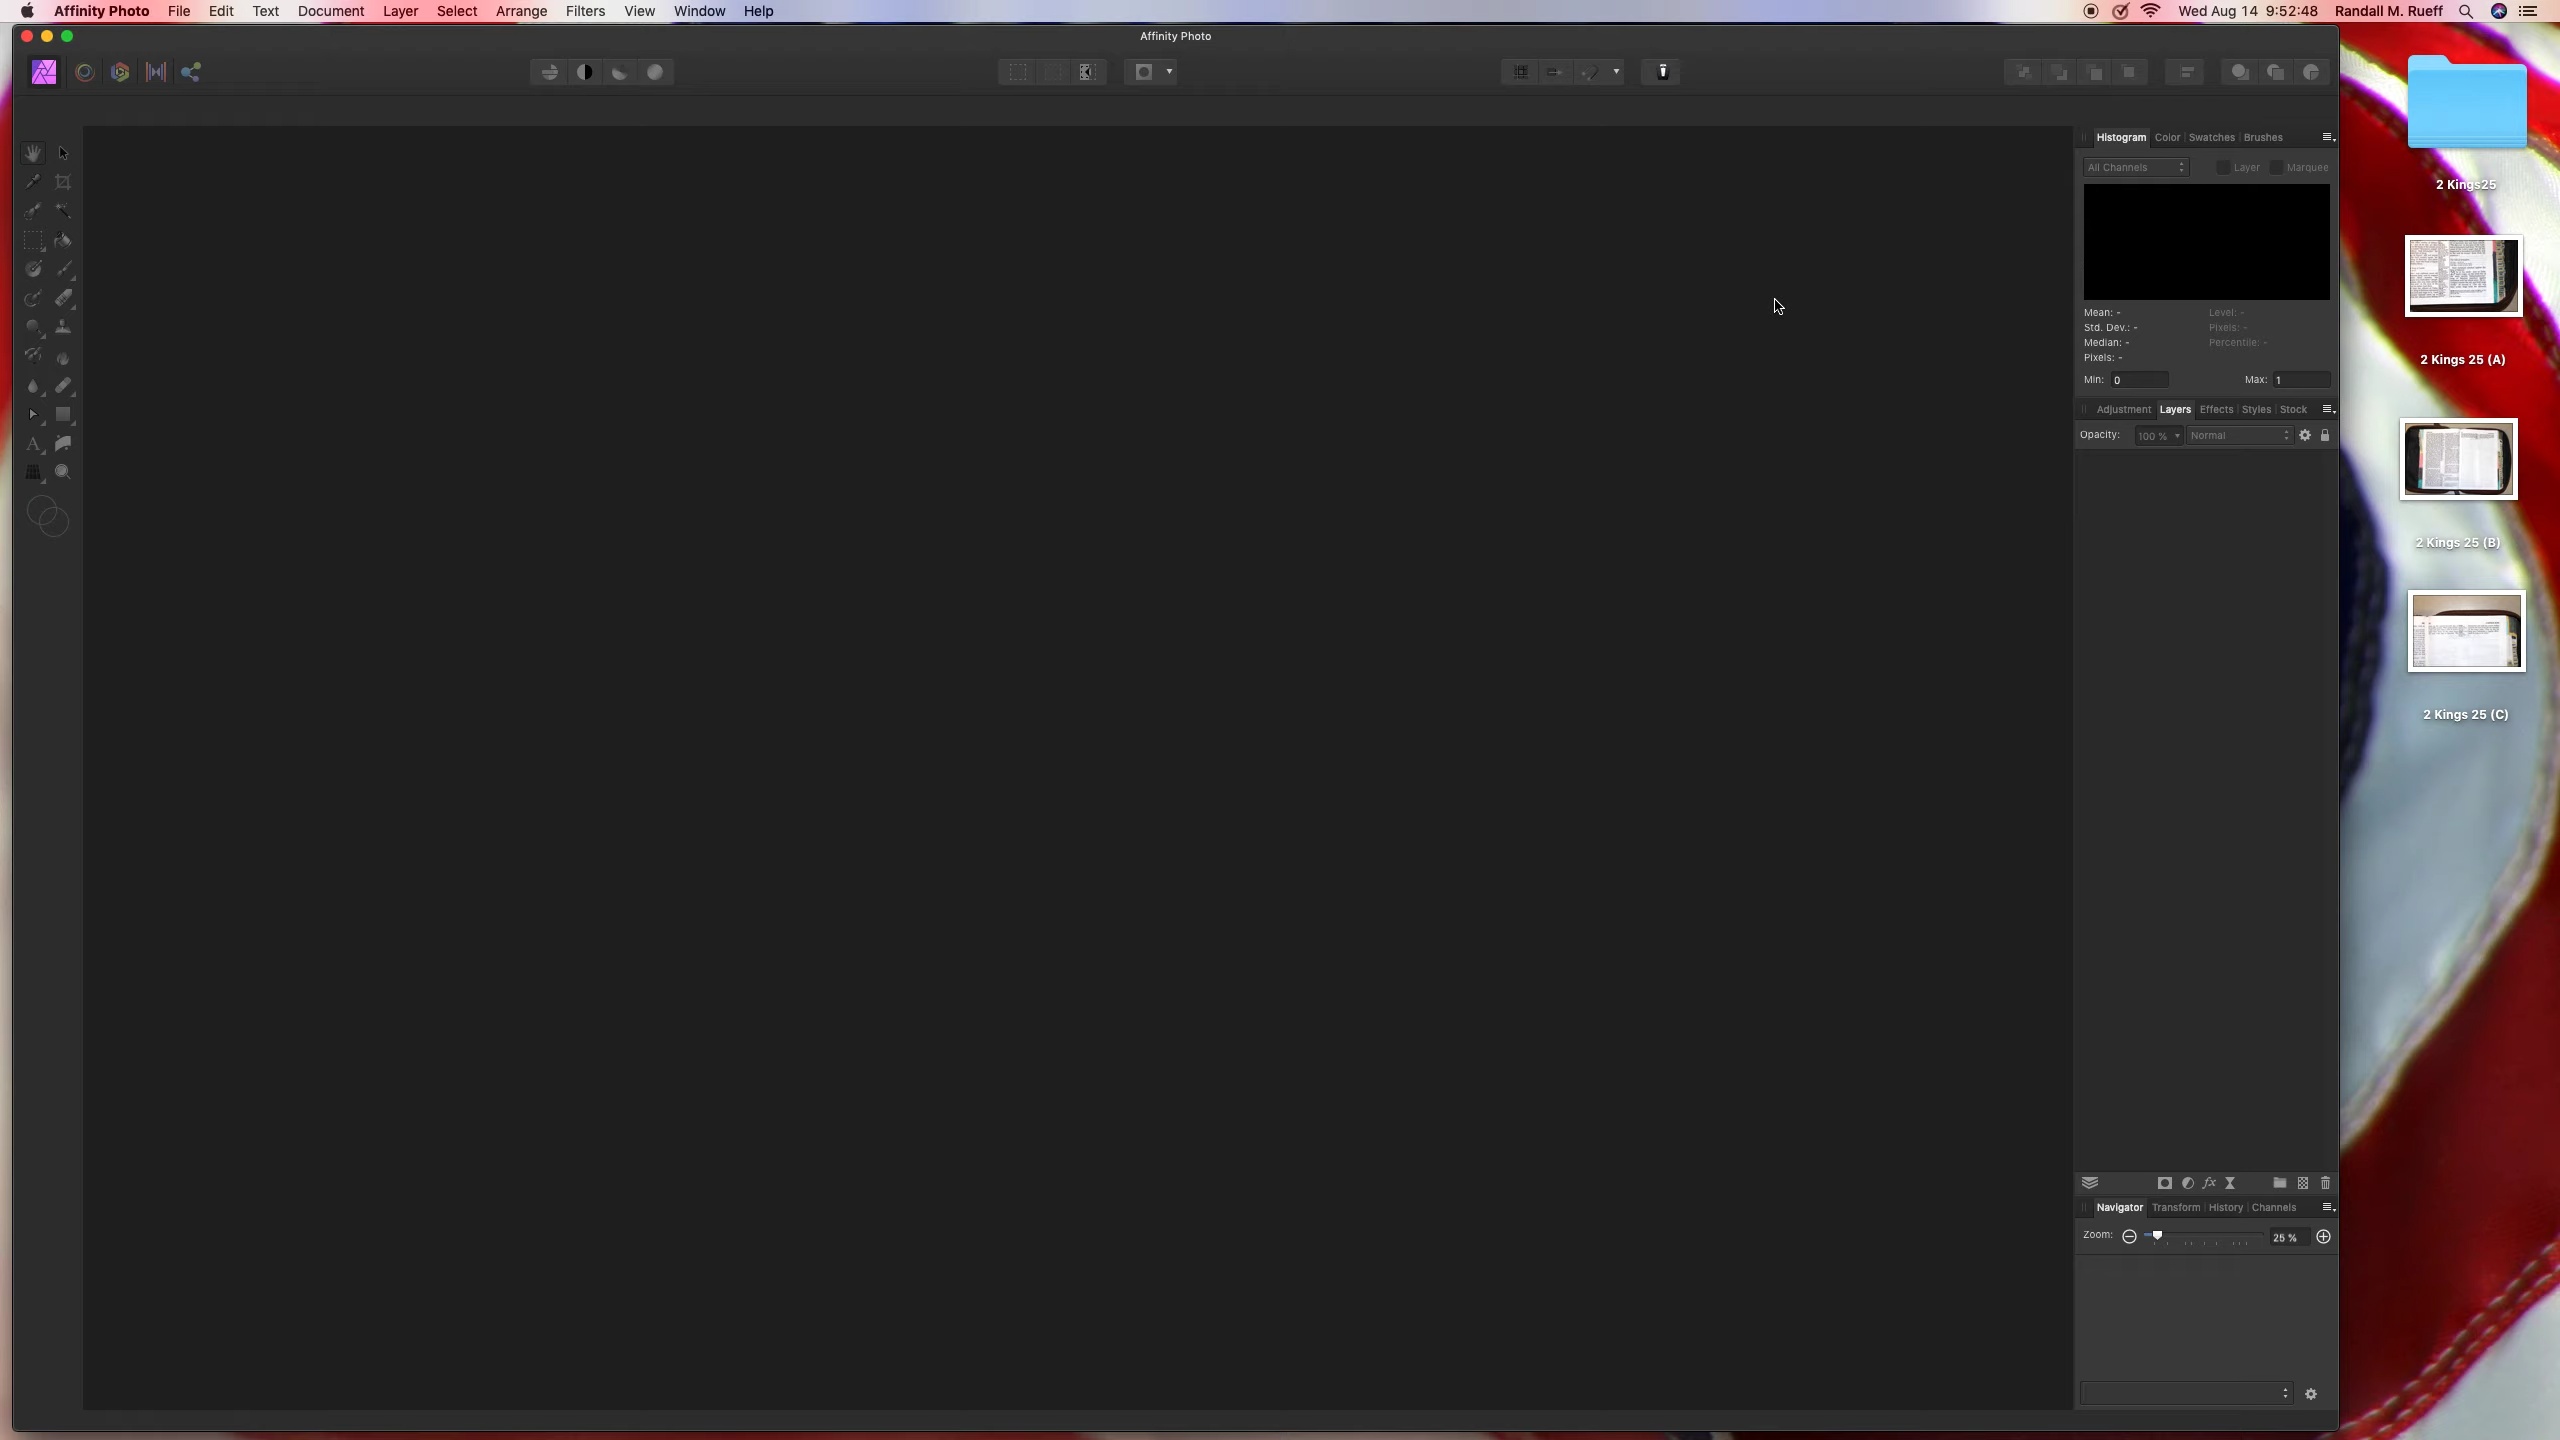 Affinity Photo File Edit Text Document Layer Select Arrange Filters View Window Help Wed Aug 14 9:52:48 Randall M. Rueff
Affinity Photo
Histogram Color Swatches Brushes
All Channels Layer Marquee
Mean: - Level: -
Std. Dev.: - Pixels: -
Median: - Percentile: -
Pixels: -
Min: 0 Max: 1
Adjustment Layers Effects Styles Stock
Opacity: 100 % Normal
A
fx
Navigator Transform History Channels
Zoom: 25 %
2 Kings25
2 Kings 25 (A)
2 Kings 25 (B)
2 Kings 25 (C)